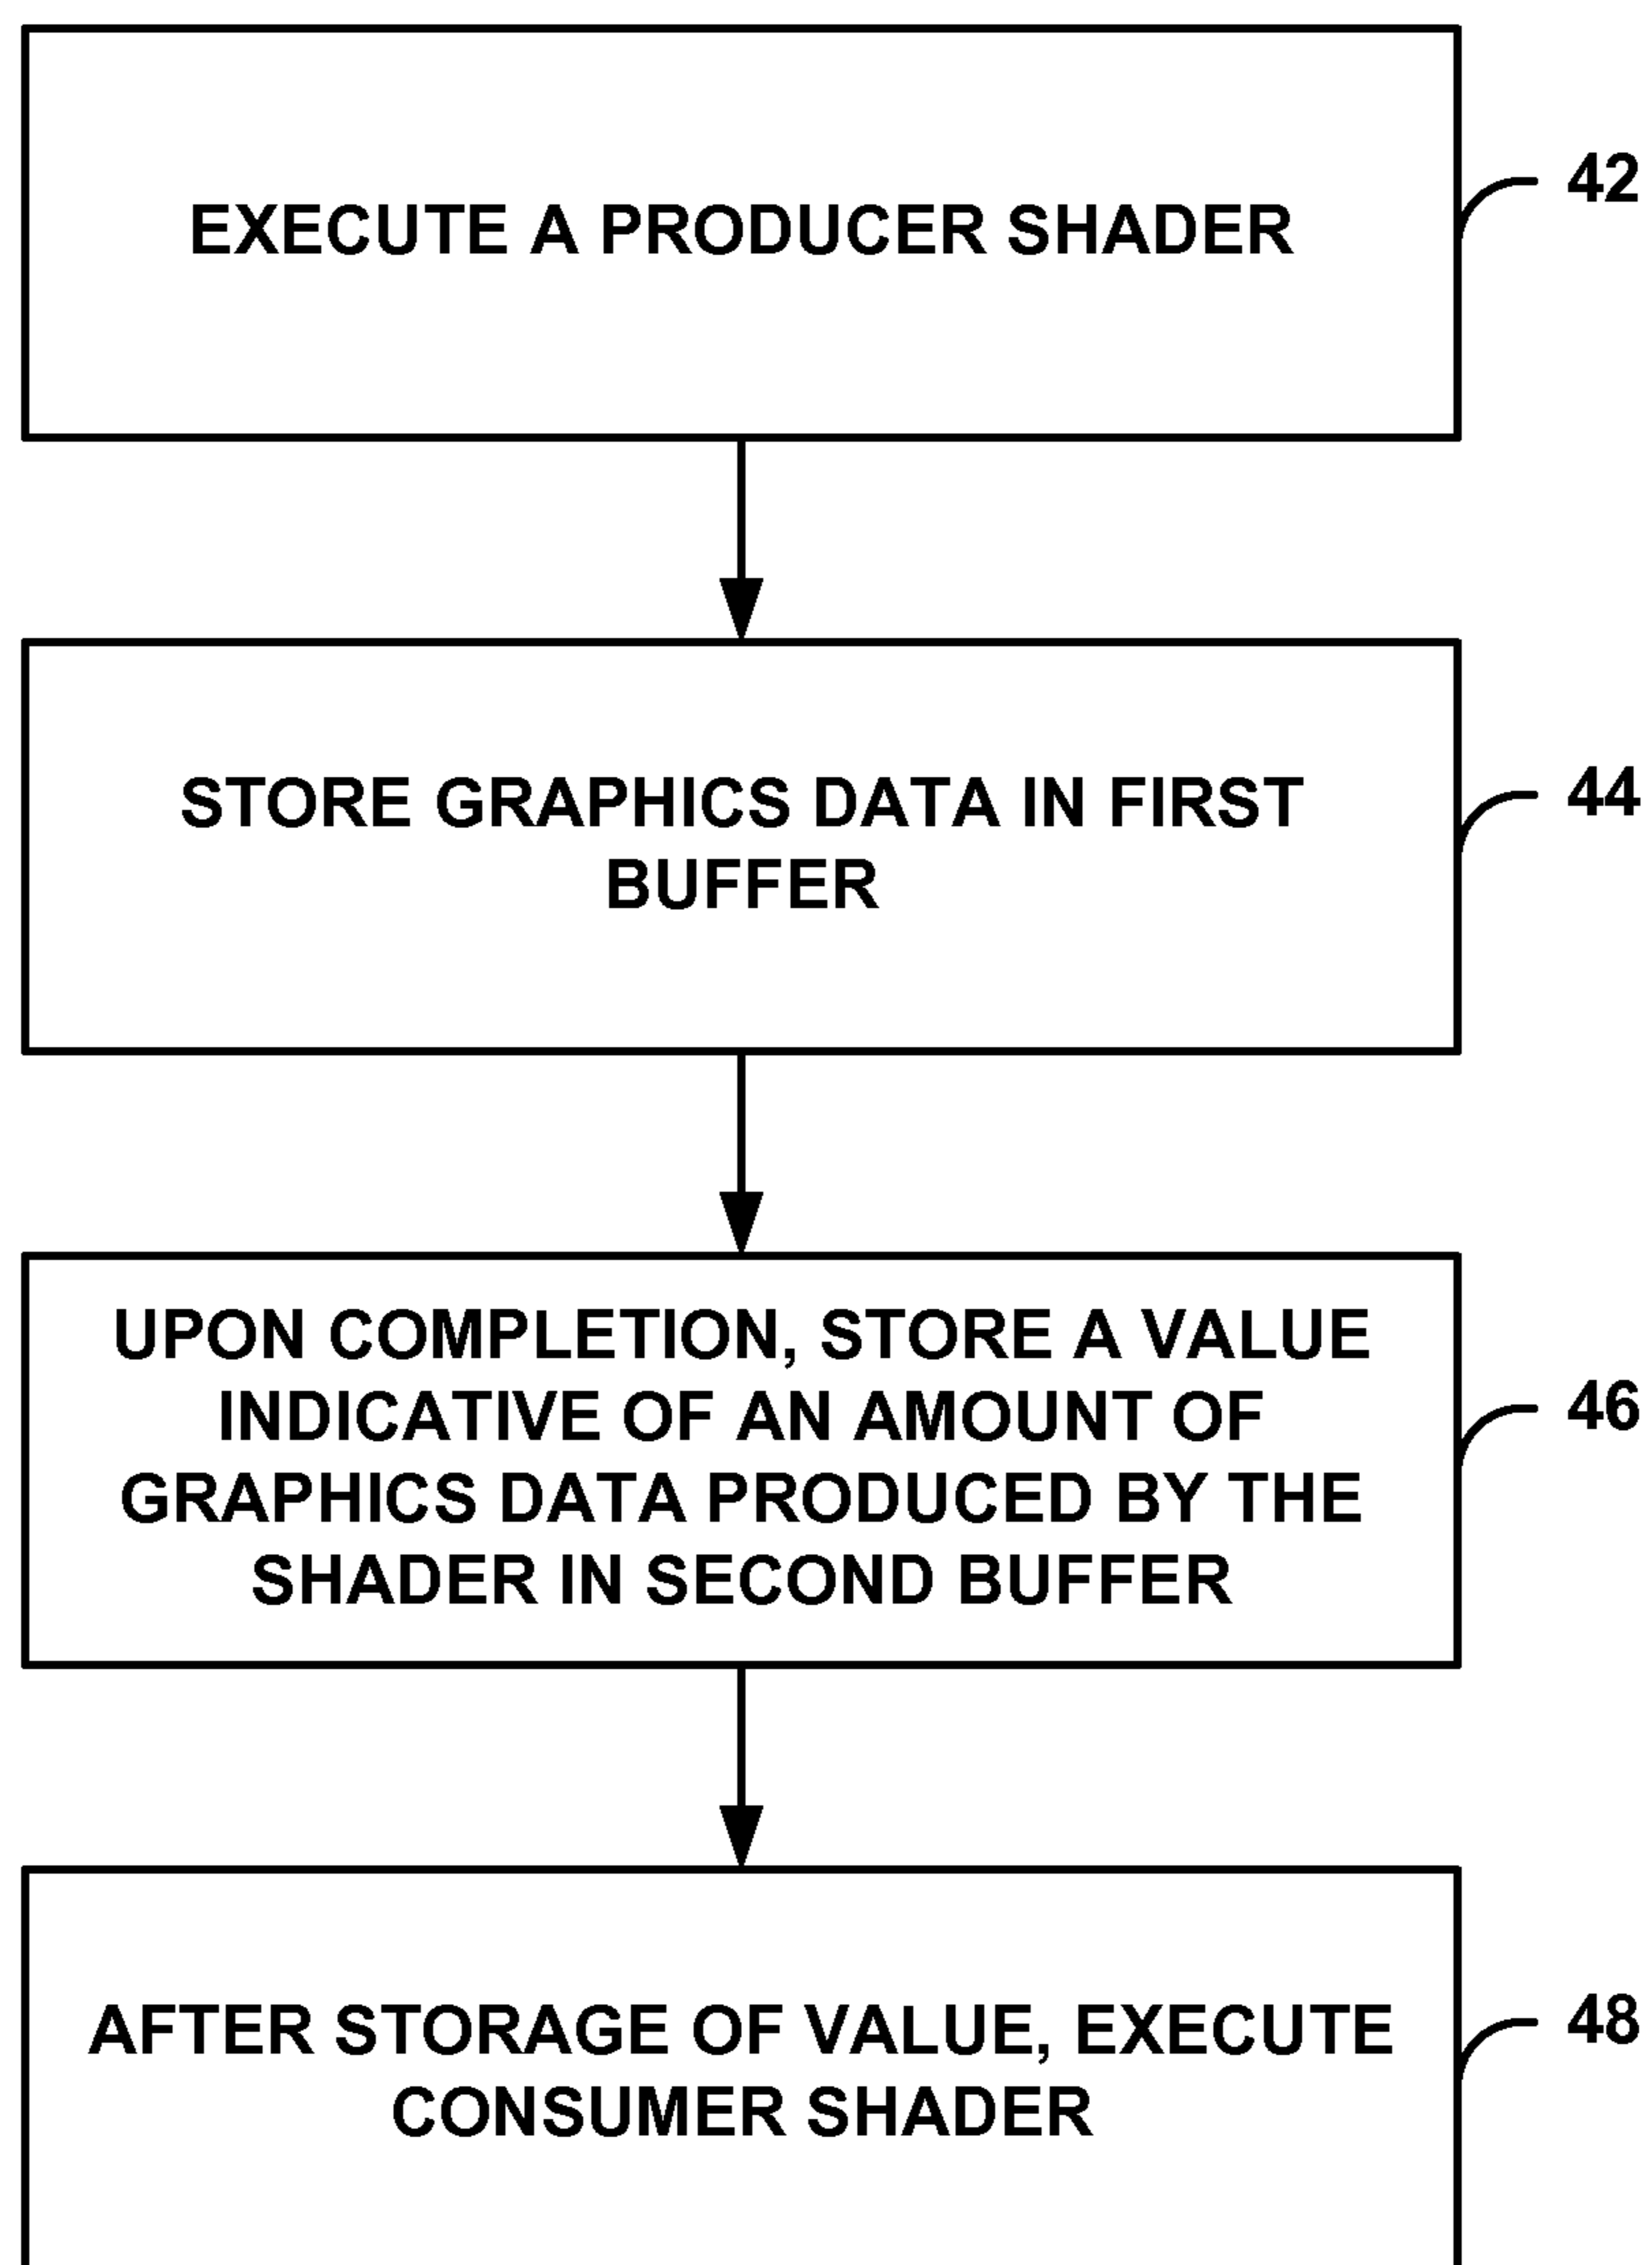 EXECUTE A PRODUCER SHADER
42
STORE GRAPHICS DATA IN FIRST
BUFFER
44
UPON COMPLETION, STORE A VALUE
INDICATIVE OF AN AMOUNT OF
GRAPHICS DATA PRODUCED BY THE
SHADER IN SECOND BUFFER
46
AFTER STORAGE OF VALUE, EXECUTE
CONSUMER SHADER
48